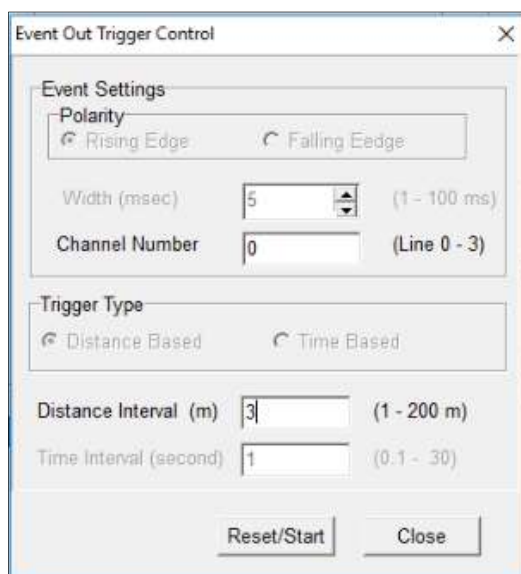 Event Out Trigger Control
Event Settings
Polarity
Rising Edge Falling Eedge
Width (msec) 5 (1 - 100 ms)
Channel Number 0 (Line 0 - 3)
Trigger Type
Distance Based Time Based
Distance Interval (m) 3 (1 - 200 m)
Time Interval (second) 1 (0.1 - 30)
Reset/Start Close